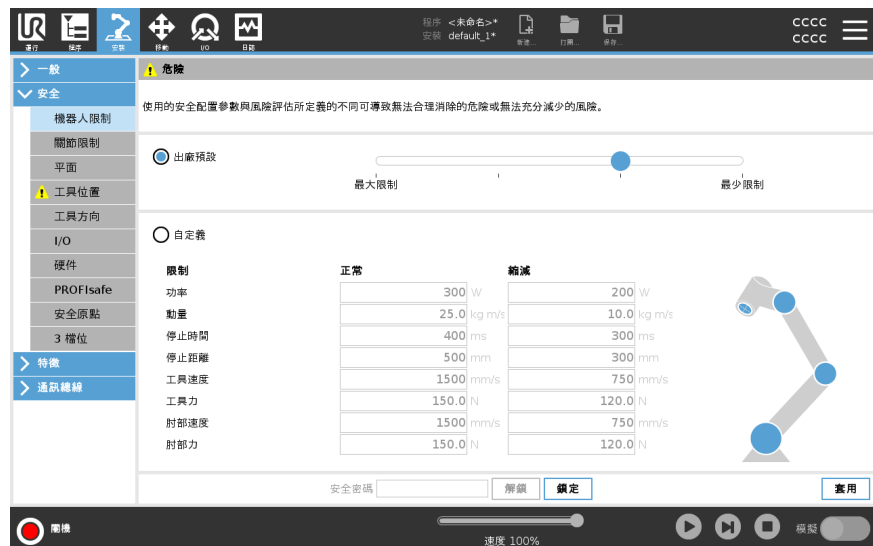 UR
運行
程序
安裝
移動
I/O
日誌
程序 <未命名>*
安裝 default_1*
新建...
打開...
保存...
cccc
cccc
一般
安全
機器人限制
關節限制
平面
工具位置
工具方向
I/O
硬件
PROFIsafe
安全原點
3 檔位
特徵
通訊總線
危險
使用的安全配置參數與風險評估所定義的不同可導致無法合理消除的危險或無法充分減少的風險。
出廠預設
最大限制 最少限制
自定義
限制 正常 縮減
功率 300 W 200 W
動量 25.0 kg m/s 10.0 kg m/s
停止時間 400 ms 300 ms
停止距離 500 mm 300 mm
工具速度 1500 mm/s 750 mm/s
工具力 150.0 N 120.0 N
肘部速度 1500 mm/s 750 mm/s
肘部力 150.0 N 120.0 N
安全密碼 解鎖 鎖定 套用
關機
速度 100%
模擬